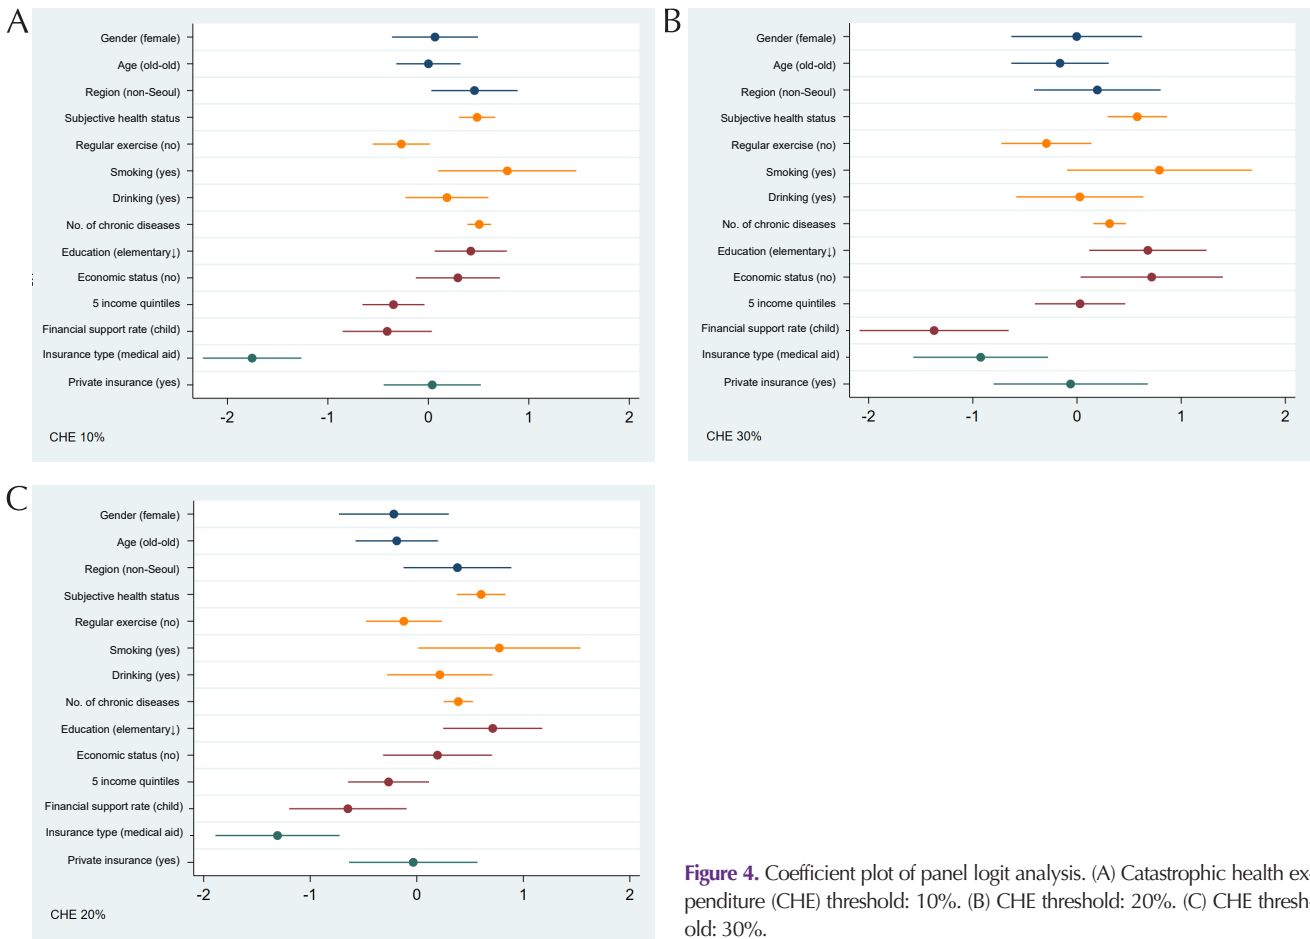 A
Gender (female)
Age (old-old)
Region (non-Seoul)
Subjective health status
Regular exercise (no)
Smoking (yes)
Drinking (yes)
No. of chronic diseases
Education (elementary↓)
Economic status (no)
5 income quintiles
Financial support rate (child)
Insurance type (medical aid)
Private insurance (yes)
-2 -1 0 1 2
CHE 10%
B
Gender (female)
Age (old-old)
Region (non-Seoul)
Subjective health status
Regular exercise (no)
Smoking (yes)
Drinking (yes)
No. of chronic diseases
Education (elementary↓)
Economic status (no)
5 income quintiles
Financial support rate (child)
Insurance type (medical aid)
Private insurance (yes)
-2 -1 0 1 2
CHE 30%
C
Gender (female)
Age (old-old)
Region (non-Seoul)
Subjective health status
Regular exercise (no)
Smoking (yes)
Drinking (yes)
No. of chronic diseases
Education (elementary↓)
Economic status (no)
5 income quintiles
Financial support rate (child)
Insurance type (medical aid)
Private insurance (yes)
-2 -1 0 1 2
CHE 20%
Figure 4. Coefficient plot of panel logit analysis. (A) Catastrophic health ex-
penditure (CHE) threshold: 10%. (B) CHE threshold: 20%. (C) CHE thresh-
old: 30%.